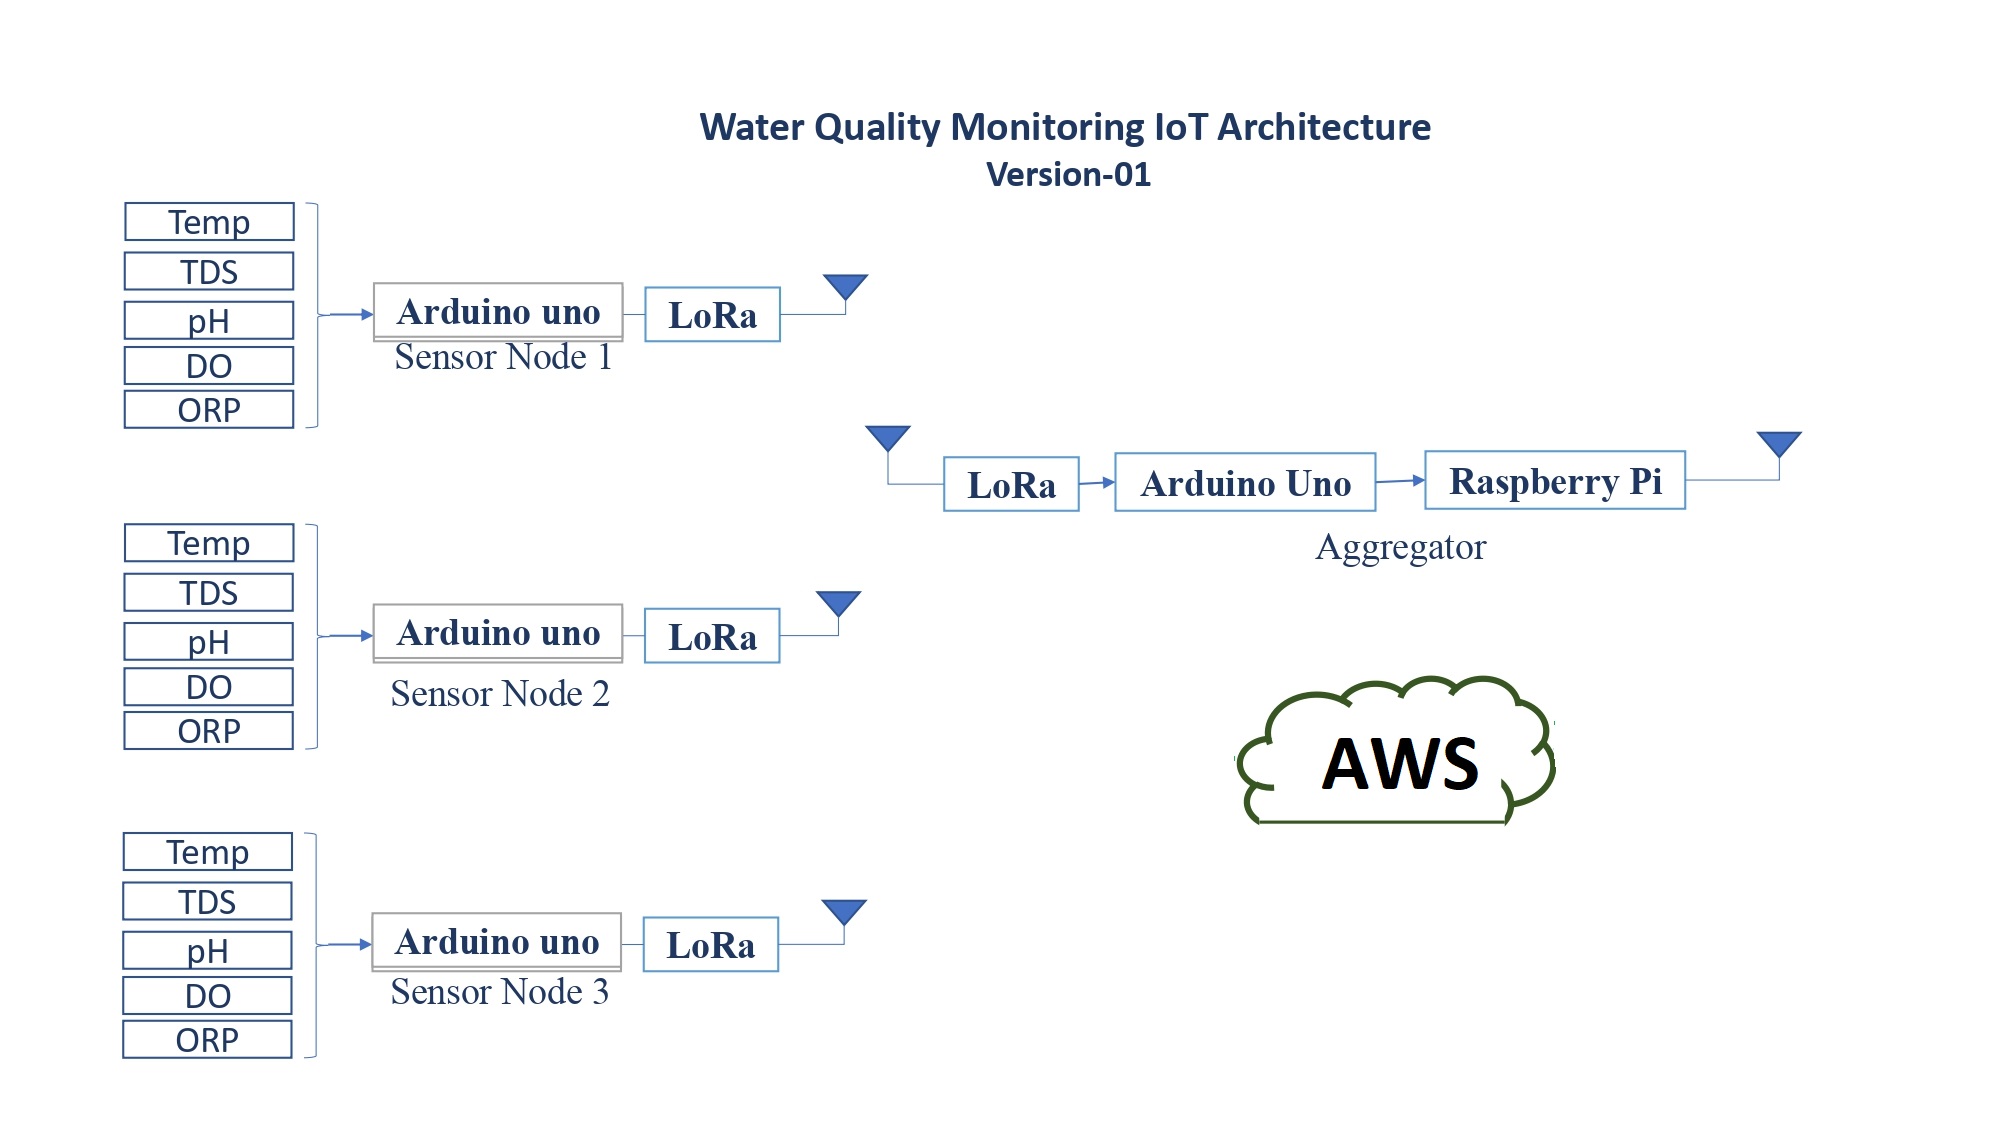 Water Quality Monitoring IoT Architecture
Version-01
Temp
TDS
pH
DO
ORP
Arduino uno
Sensor Node 1
LoRa
LoRa
Arduino Uno
Raspberry Pi
Aggregator
Temp
TDS
pH
DO
ORP
Arduino uno
Sensor Node 2
LoRa
AWS
Temp
TDS
pH
DO
ORP
Arduino uno
Sensor Node 3
LoRa